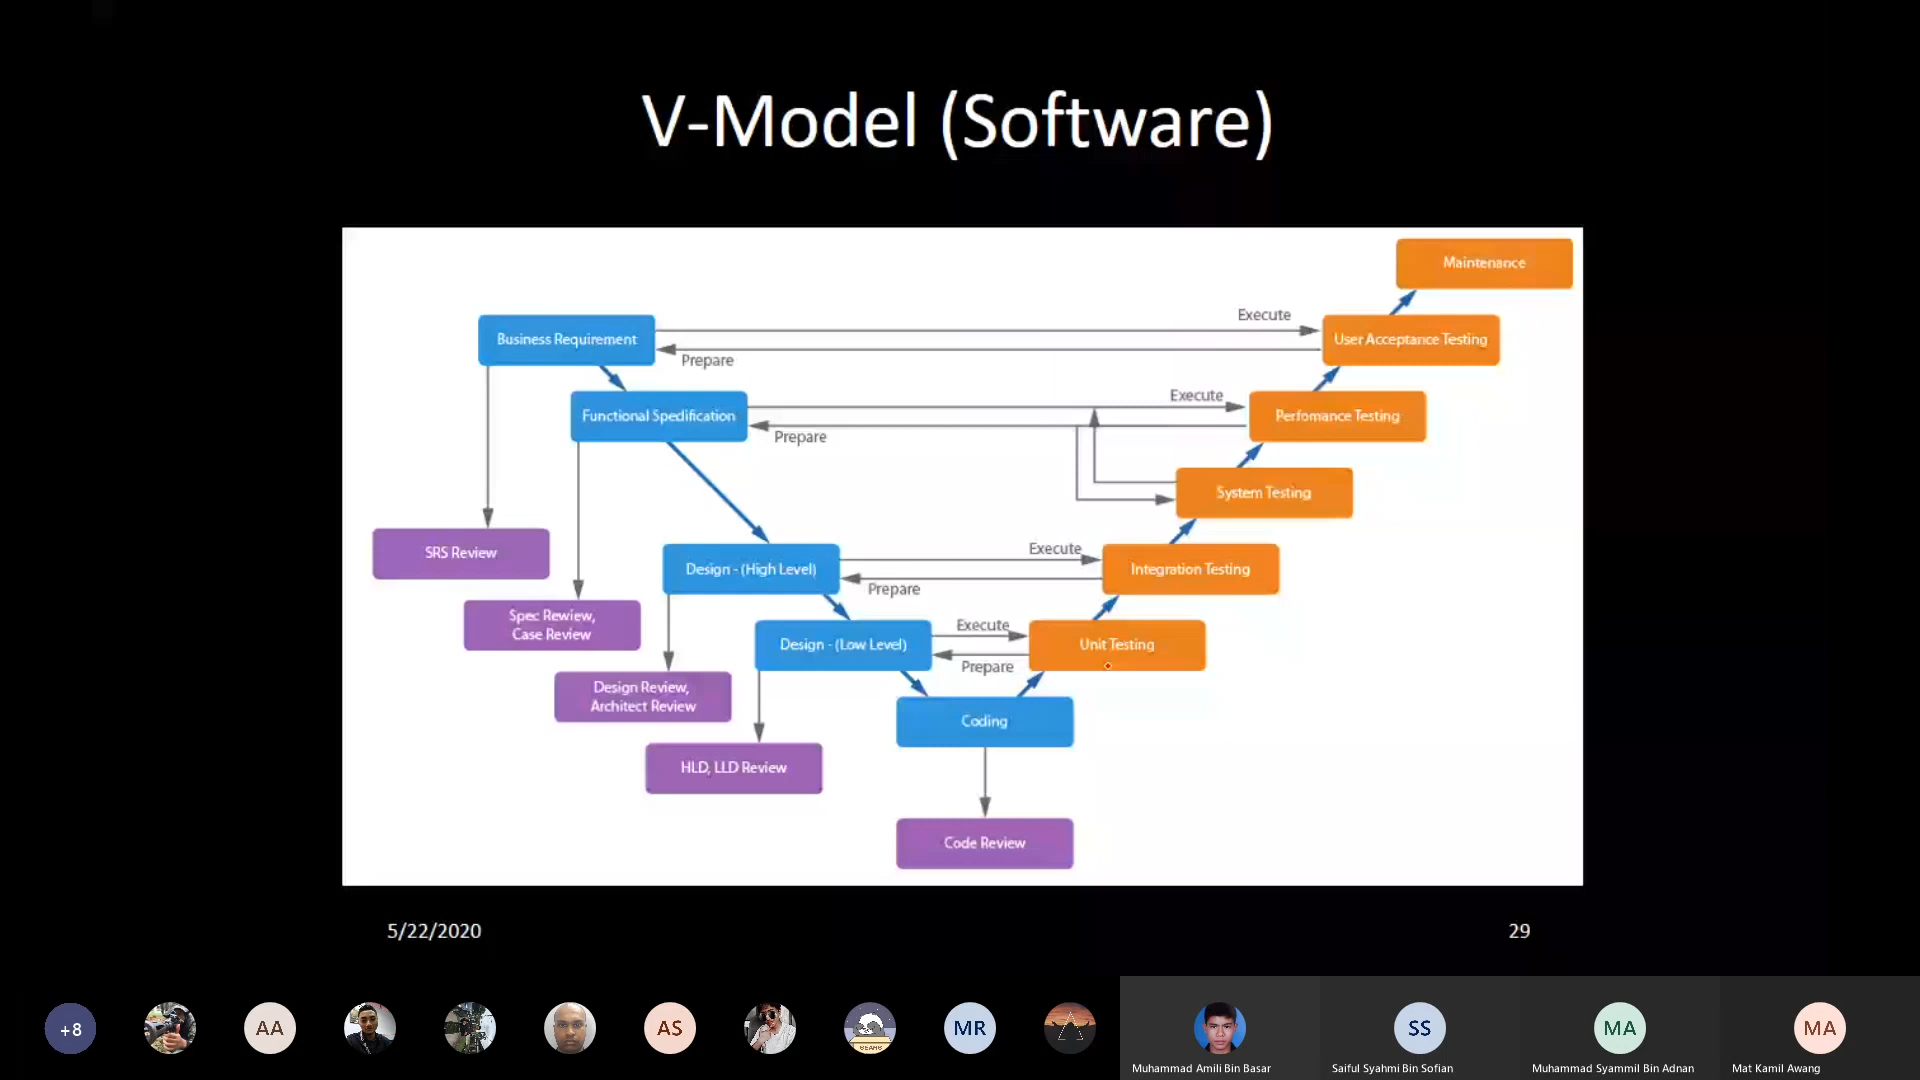 V-Model (Software)
Maintenance
Execute
Business Requirement
User Acceptance Testing
Prepare
Execute
Functional Spedification
Perfomance Testing
Prepare
System Testing
SRS Review
Execute
Design - (High Level)
Integration Testing
Prepare
Spec Rewiew,
Case Review
Execute
Design - (Low Level)
Unit Testing
Prepare
Design Review,
Architect Review
Coding
HLD, LLD Review
Code Review
5/22/2020
29
+8
AA
AS
BEARS
MR
SS
MA
MA
Muhammad Amili Bin Basar
Saiful Syahmi Bin Sofian
Muhammad Syammil Bin Adnan
Mat Kamil Awang